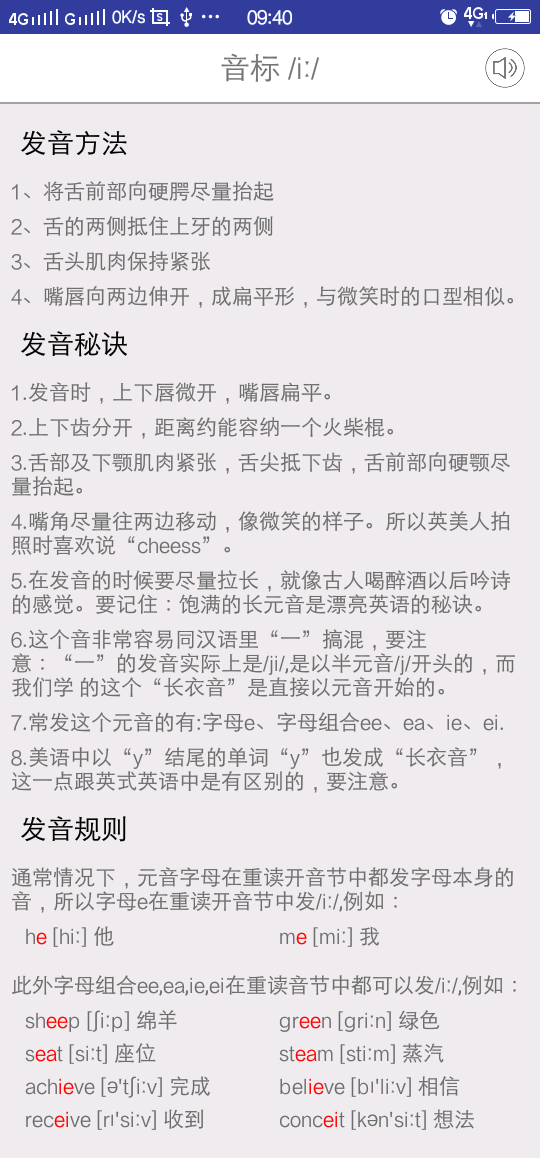 4G G 0K/s 09:40 4G
音标 /i:/
发音方法
1、将舌前部向硬腭尽量抬起
2、舌的两侧抵住上牙的两侧
3、舌头肌肉保持紧张
4、嘴唇向两边伸开，成扁平形，与微笑时的口型相似。
发音秘诀
1.发音时，上下唇微开，嘴唇扁平。
2.上下齿分开，距离约能容纳一个火柴棍。
3.舌部及下颚肌肉紧张，舌尖抵下齿，舌前部向硬颚尽
量抬起。
4.嘴角尽量往两边移动，像微笑的样子。所以英美人拍
照时喜欢说“cheess”。
5.在发音的时候要尽量拉长，就像古人喝醉酒以后吟诗
的感觉。要记住：饱满的长元音是漂亮英语的秘诀。
6.这个音非常容易同汉语里“一”搞混，要注
意：“一”的发音实际上是/ji/,是以半元音/j/开头的，而
我们学 的这个“长衣音”是直接以元音开始的。
7.常发这个元音的有:字母e、字母组合ee、ea、ie、ei.
8.美语中以“y”结尾的单词“y”也发成“长衣音”，
这一点跟英式英语中是有区别的，要注意。
发音规则
通常情况下，元音字母在重读开音节中都发字母本身的
音，所以字母e在重读开音节中发/i:/,例如：
he [hi:] 他 me [mi:] 我
此外字母组合ee,ea,ie,ei在重读音节中都可以发/i:/,例如：
sheep [ʃi:p] 绵羊 green [gri:n] 绿色
seat [si:t] 座位 steam [sti:m] 蒸汽
achieve [ə'tʃi:v] 完成 believe [bɪ'li:v] 相信
receive [rɪ'si:v] 收到 conceit [kən'si:t] 想法